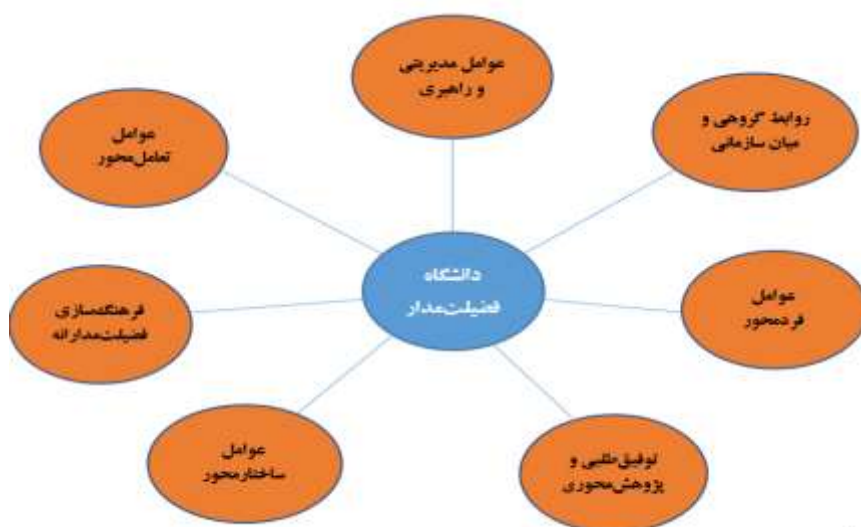 عوامل مدیریتی
و راهبری
روابط گروهی و
میان سازمانی
عوامل
تعامل‌محور
دانشگاه
فضیلت‌مدار
عوامل
فردمحور
فرهنگ‌سازی
فضیلت‌مدارانه
عوامل
ساختارمحور
توفیق‌طلبی و
پژوهش‌محوری